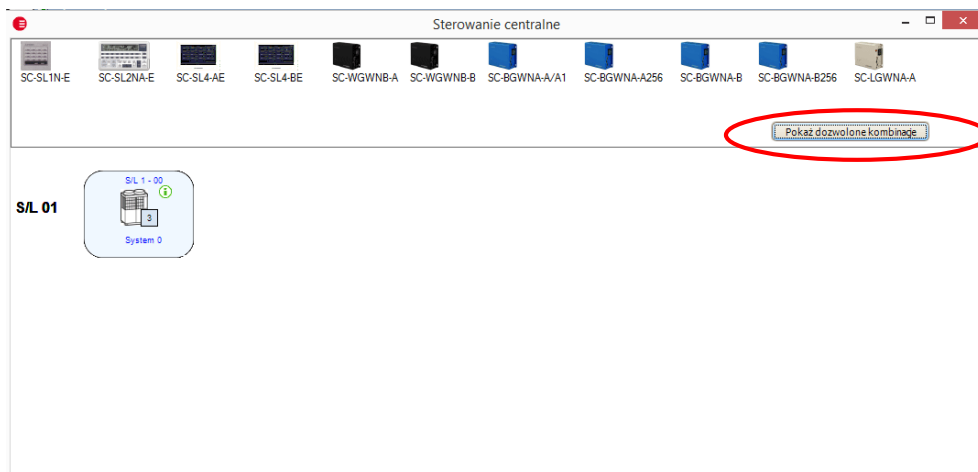 Sterowanie centralne
SC-SL1N-E SC-SL2NA-E SC-SL4-AE SC-SL4-BE SC-WGWNB-A SC-WGWNB-B SC-BGWNA-A/A1 SC-BGWNA-A256 SC-BGWNA-B SC-BGWNA-B256 SC-LGWNA-A
Pokaż dozwolone kombinacje
S/L 1 - 00
S/L 01
3
System 0